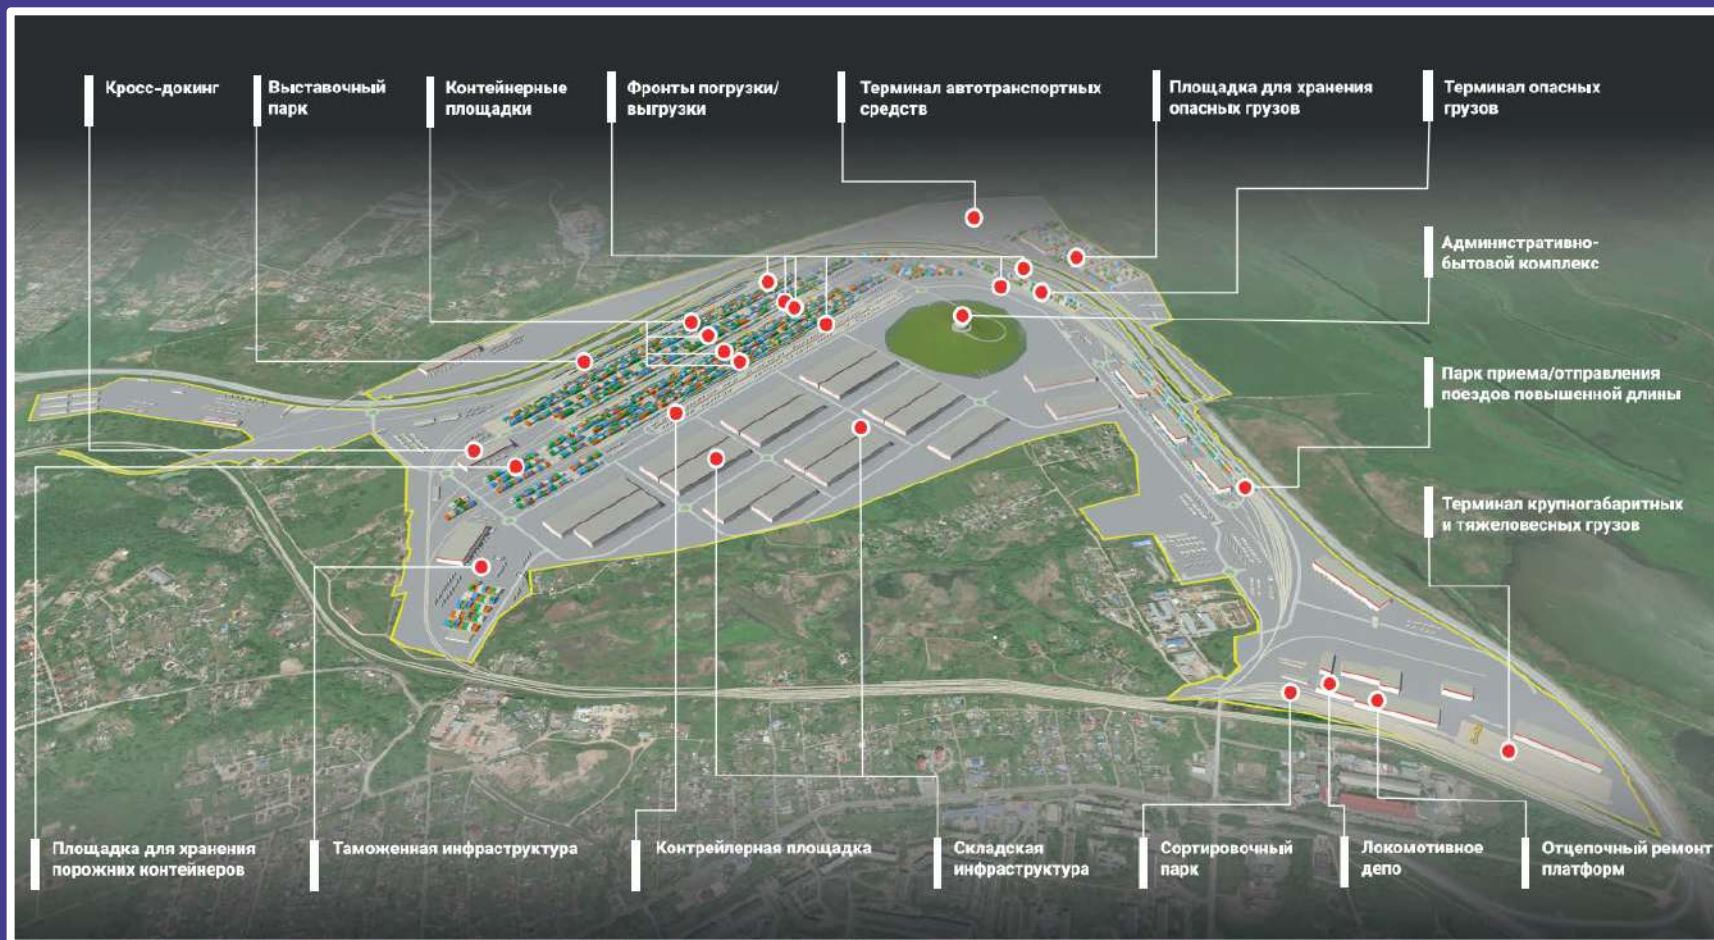 Кросс-докинг
Выставочный
парк
Контейнерные
площадки
Фронты погрузки/
выгрузки
Терминал автотранспортных
средств
Площадка для хранения
опасных грузов
Терминал опасных
грузов
Административно-
бытовой комплекс
Парк приема/отправления
поездов повышенной длины
Терминал крупногабаритных
и тяжеловесных грузов
Площадка для хранения
порожних контейнеров
Таможенная инфраструктура
Контрейлерная площадка
Складская
инфраструктура
Сортировочный
парк
Локомотивное
депо
Отцепочный ремонт
платформ